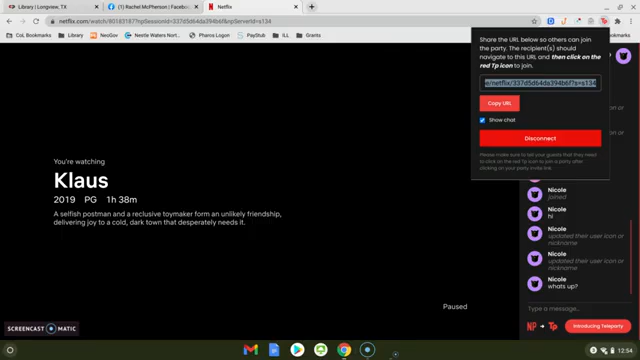 Library | Longview, TX
Rachel McPherson | Facebook
Netflix
CoL Bookmarks
Library
NeoGov
Nestle Waters Nort
Pharos Logon
PayStub
ILL
Grants
Other bookmarks
Share the URL below so others can join
the party. The recipient(s) should
navigate to this URL and then click on the
red Tp icon to join.
e/netflix/337d5d64da394b6f?s=s134
Copy URL
Show chat
Disconnect
Please make sure to tell your guests that they need
to click on the red Tp icon to join a party after
clicking on your party invite link.
You're watching
Klaus
2019 PG 1h 38m
A selfish postman and a reclusive toymaker form an unlikely friendship,
delivering joy to a cold, dark town that desperately needs it.
Paused
Nicole
joined
Nicole
hi
Nicole
updated their user icon or
nickname
Nicole
updated their user icon or
nickname
Nicole
whats up?
Type a message...
NP → Tp
Introducing Teleparty
SCREENCAST MATIC
12:54